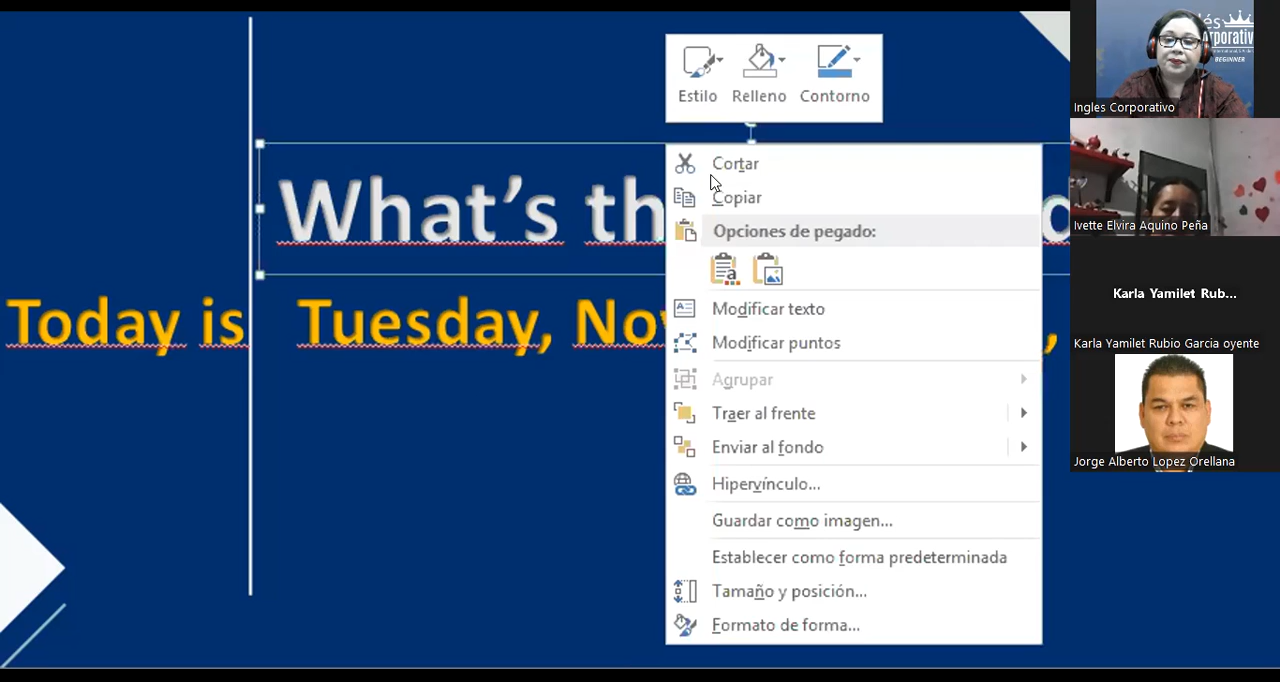 Estilo Relleno Contorno
What's th
Today is Tuesday, No
,
Cortar
Copiar
Opciones de pegado:
Modificar texto
Modificar puntos
Agrupar
Traer al frente
Enviar al fondo
Hipervínculo...
Guardar como imagen...
Establecer como forma predeterminada
Tamaño y posición...
Formato de forma...
BEGINNER
Ingles Corporativo
Ivette Elvira Aquino Peña
Karla Yamilet Rub...
Karla Yamilet Rubio Garcia oyente
Jorge Alberto Lopez Orellana